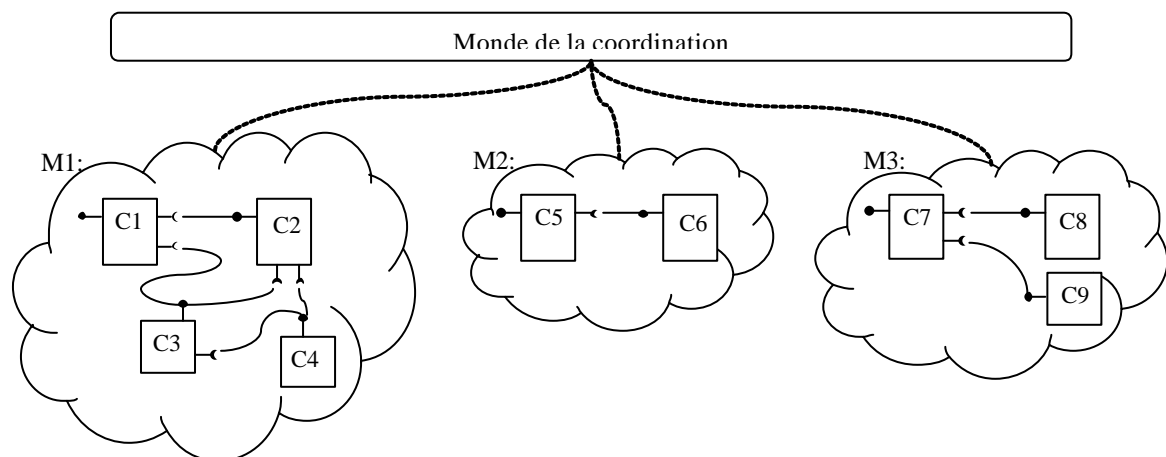 Monde de la coordination
M1:
M2:
M3:
C1
C2
C5
C6
C7
C8
C3
C4
C9